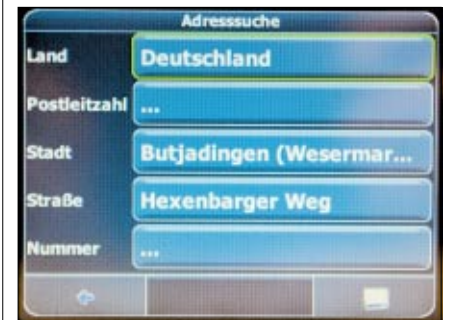 Adresssuche
Land Deutschland
Postleitzahl ...
Stadt Butjadingen (Wesermar...
Straße Hexenbarger Weg
Nummer ...